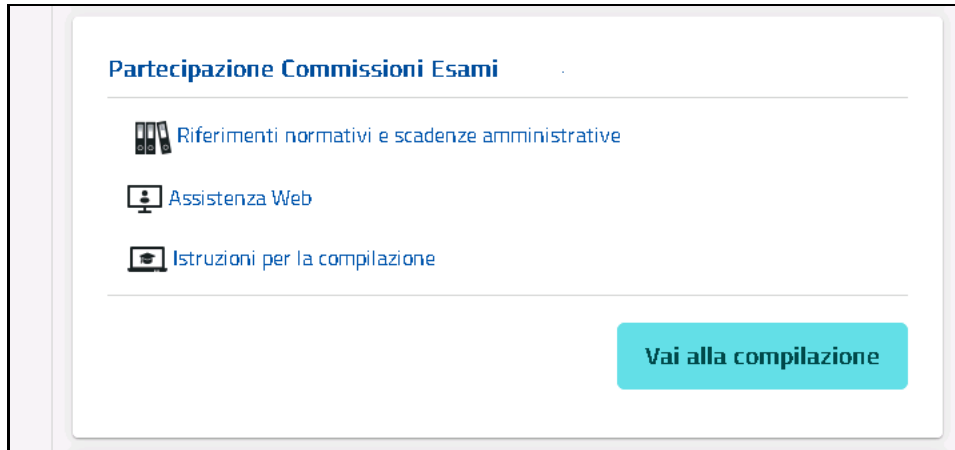 Partecipazione Commissioni Esami
Riferimenti normativi e scadenze amministrative
Assistenza Web
Istruzioni per la compilazione
Vai alla compilazione